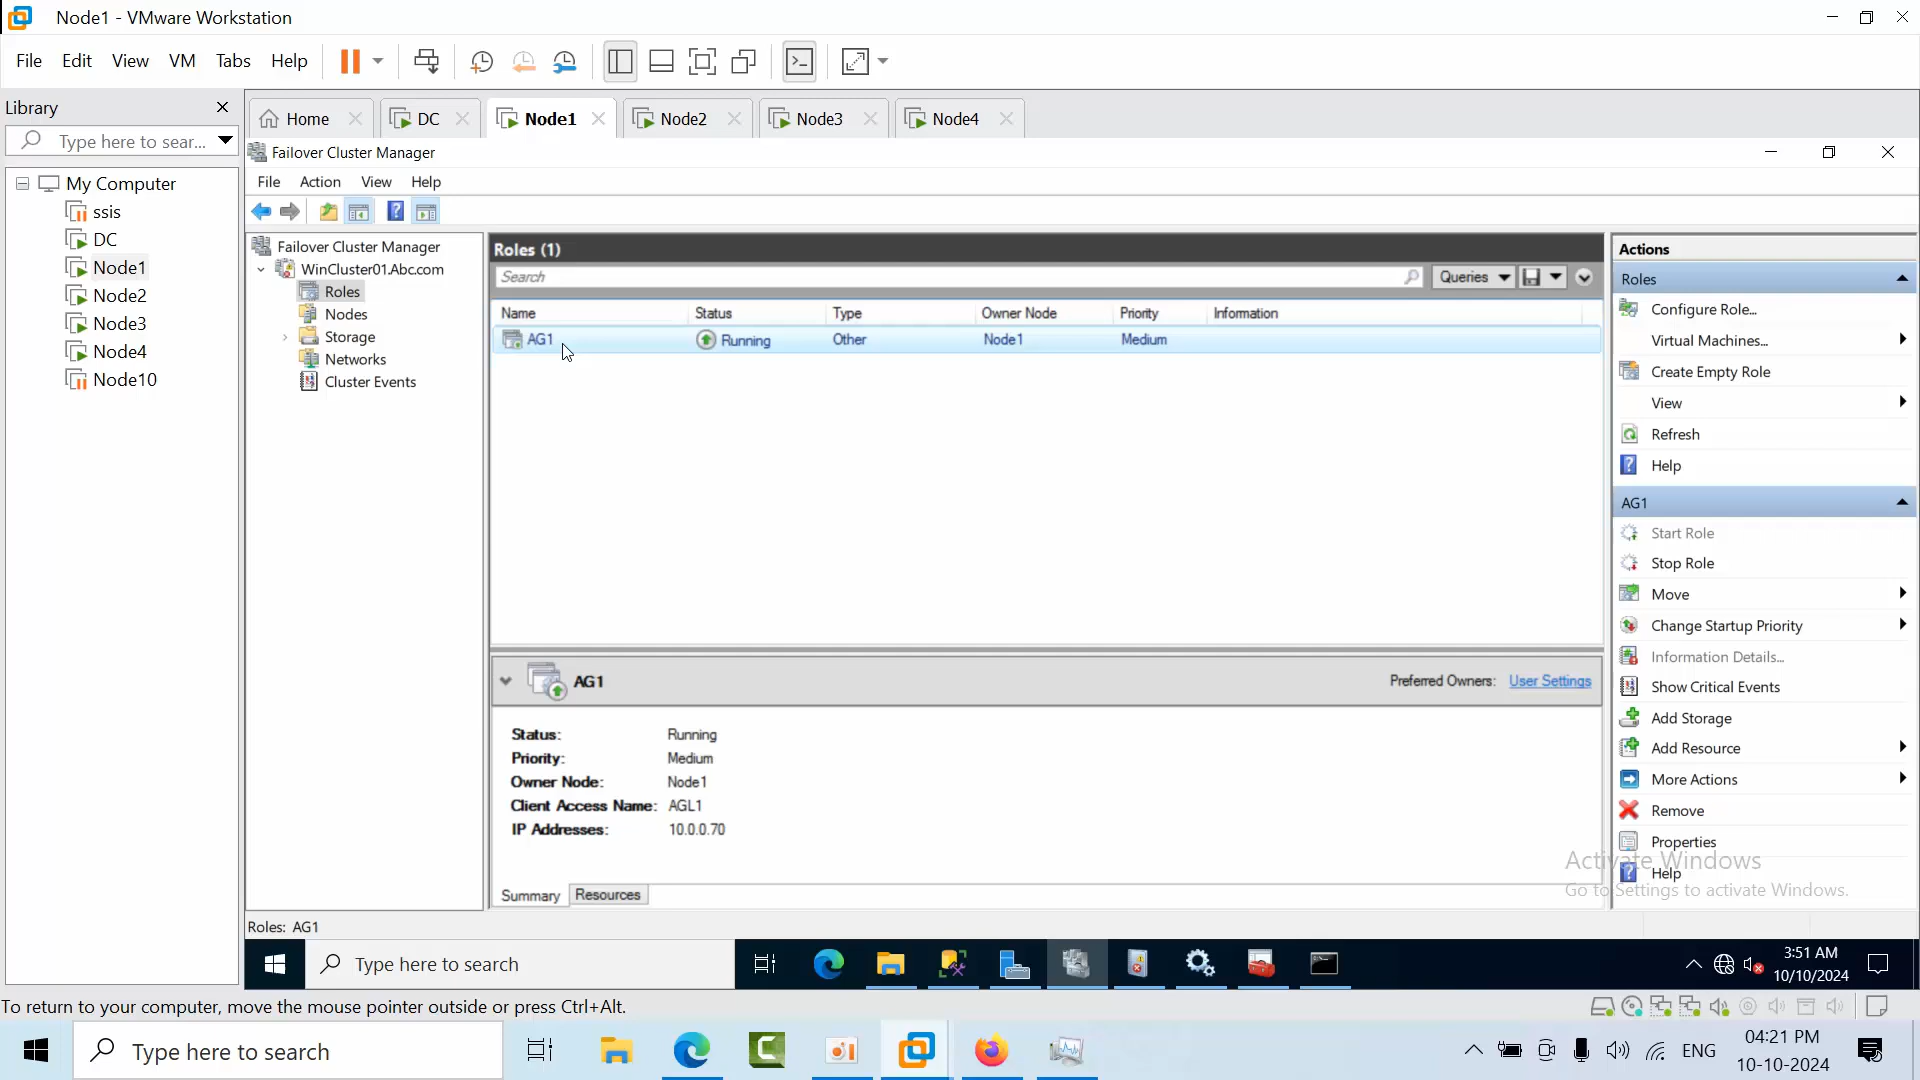 Node1 - VMware Workstation
File Edit View VM Tabs Help
Library
Type here to sear...
Home DC Node1 Node2 Node3 Node4
My Computer
ssis
DC
Node1
Node2
Node3
Node4
Node10
Failover Cluster Manager
File Action View Help
Failover Cluster Manager
WinCluster01.Abc.com
Roles
Nodes
Storage
Networks
Cluster Events
Roles (1)
Search
Queries
Name Status Type Owner Node Priority Information
AG1 Running Other Node1 Medium
AG1
Preferred Owners: User Settings
Status: Running
Priority: Medium
Owner Node: Node1
Client Access Name: AGL1
IP Addresses: 10.0.0.70
Summary Resources
Actions
Roles
Configure Role...
Virtual Machines...
Create Empty Role
View
Refresh
Help
AG1
Start Role
Stop Role
Move
Change Startup Priority
Information Details...
Show Critical Events
Add Storage
Add Resource
More Actions
Remove
Properties
Help
Activate Windows
Go to Settings to activate Windows.
Roles: AG1
Type here to search
3:51 AM
10/10/2024
To return to your computer, move the mouse pointer outside or press Ctrl+Alt.
Type here to search
ENG
04:21 PM
10-10-2024